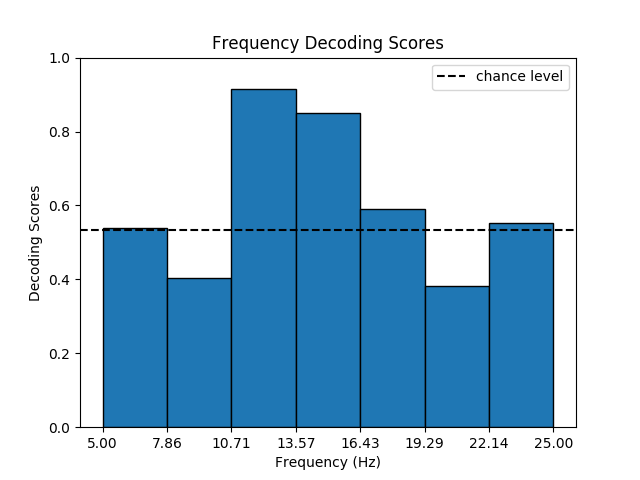 Frequency Decoding Scores
chance level
Decoding Scores
1.0
0.8
0.6
0.4
0.2
0.0
5.00 7.86 10.71 13.57 16.43 19.29 22.14 25.00
Frequency (Hz)